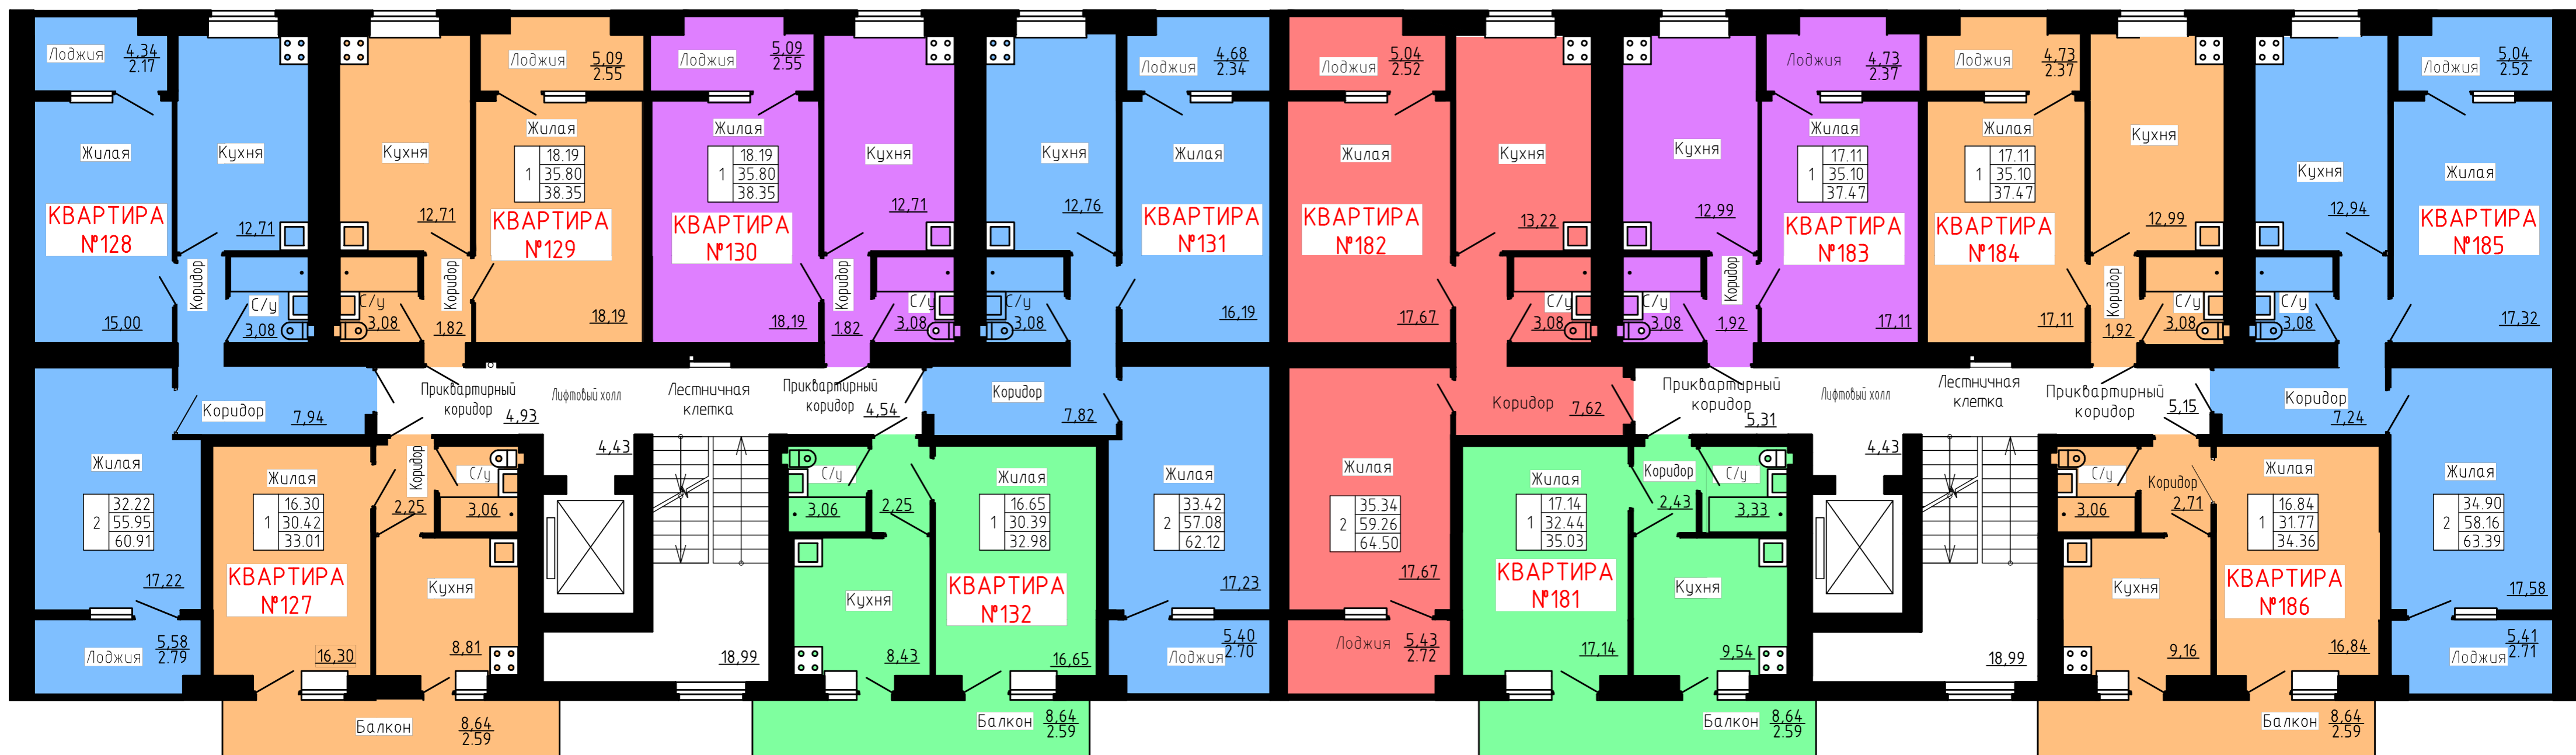 Лоджия
4,34
2.17
Кухня
12,71
Жилая
КВАРТИРА
№128
15,00
Коридор
С/у
3,08
Коридор
7,94
Жилая
2
32.22
55.95
60.91
17,22
Лоджия
5,58
2.79
Кухня
12,71
Лоджия
5,09
2.55
Жилая
1
18.19
35.80
38.35
КВАРТИРА
№129
18,19
С/у
3,08
Коридор
1,82
Лоджия
5,09
2.55
Жилая
1
18.19
35.80
38.35
КВАРТИРА
№130
18,19
Кухня
12,71
Коридор
1,82
С/у
3,08
Кухня
12,76
Лоджия
4,68
2.34
Жилая
КВАРТИРА
№131
16,19
С/у
3,08
Коридор
7,82
Жилая
2
33.42
57.08
62.12
17,23
Лоджия
5,40
2.70
Приквартирный
коридор
4,93
Лифтовый холл
Лестничная
клетка
Приквартирный
коридор
4,54
4,43
18,99
Жилая
1
16.30
30.42
33.01
КВАРТИРА
№127
16,30
Коридор
2,25
С/у
3,06
Кухня
8,81
Балкон
8,64
2.59
С/у
3,06
2,25
Кухня
8,43
Жилая
1
16.65
30.39
32.98
КВАРТИРА
№132
16,65
Балкон
8,64
2.59
Лоджия
5,04
2.52
Жилая
КВАРТИРА
№182
17,67
Кухня
13,22
С/у
3,08
Коридор
7,62
Жилая
2
35.34
59.26
64.50
17,67
Лоджия
5,43
2.72
Кухня
12,99
Лоджия
4,73
2.37
Жилая
1
17.11
35.10
37.47
КВАРТИРА
№183
17,11
С/у
3,08
Коридор
1,92
Лоджия
4,73
2.37
Жилая
1
17.11
35.10
37.47
КВАРТИРА
№184
17,11
Кухня
12,99
Коридор
1,92
С/у
3,08
Кухня
12,94
Лоджия
5,04
2.52
Жилая
КВАРТИРА
№185
17,32
С/у
3,08
Коридор
7,24
Жилая
2
34.90
58.16
63.39
17,58
Лоджия
5,41
2.71
Приквартирный
коридор
5,31
Лифтовый холл
Лестничная
клетка
Приквартирный
коридор
5,15
4,43
18,99
Жилая
1
17.14
32.44
35.03
КВАРТИРА
№181
17,14
Коридор
2,43
С/у
3,33
Кухня
9,54
Балкон
8,64
2.59
С/у
3,06
Коридор
2,71
Кухня
9,16
Жилая
1
16.84
31.77
34.36
КВАРТИРА
№186
16,84
Балкон
8,64
2.59